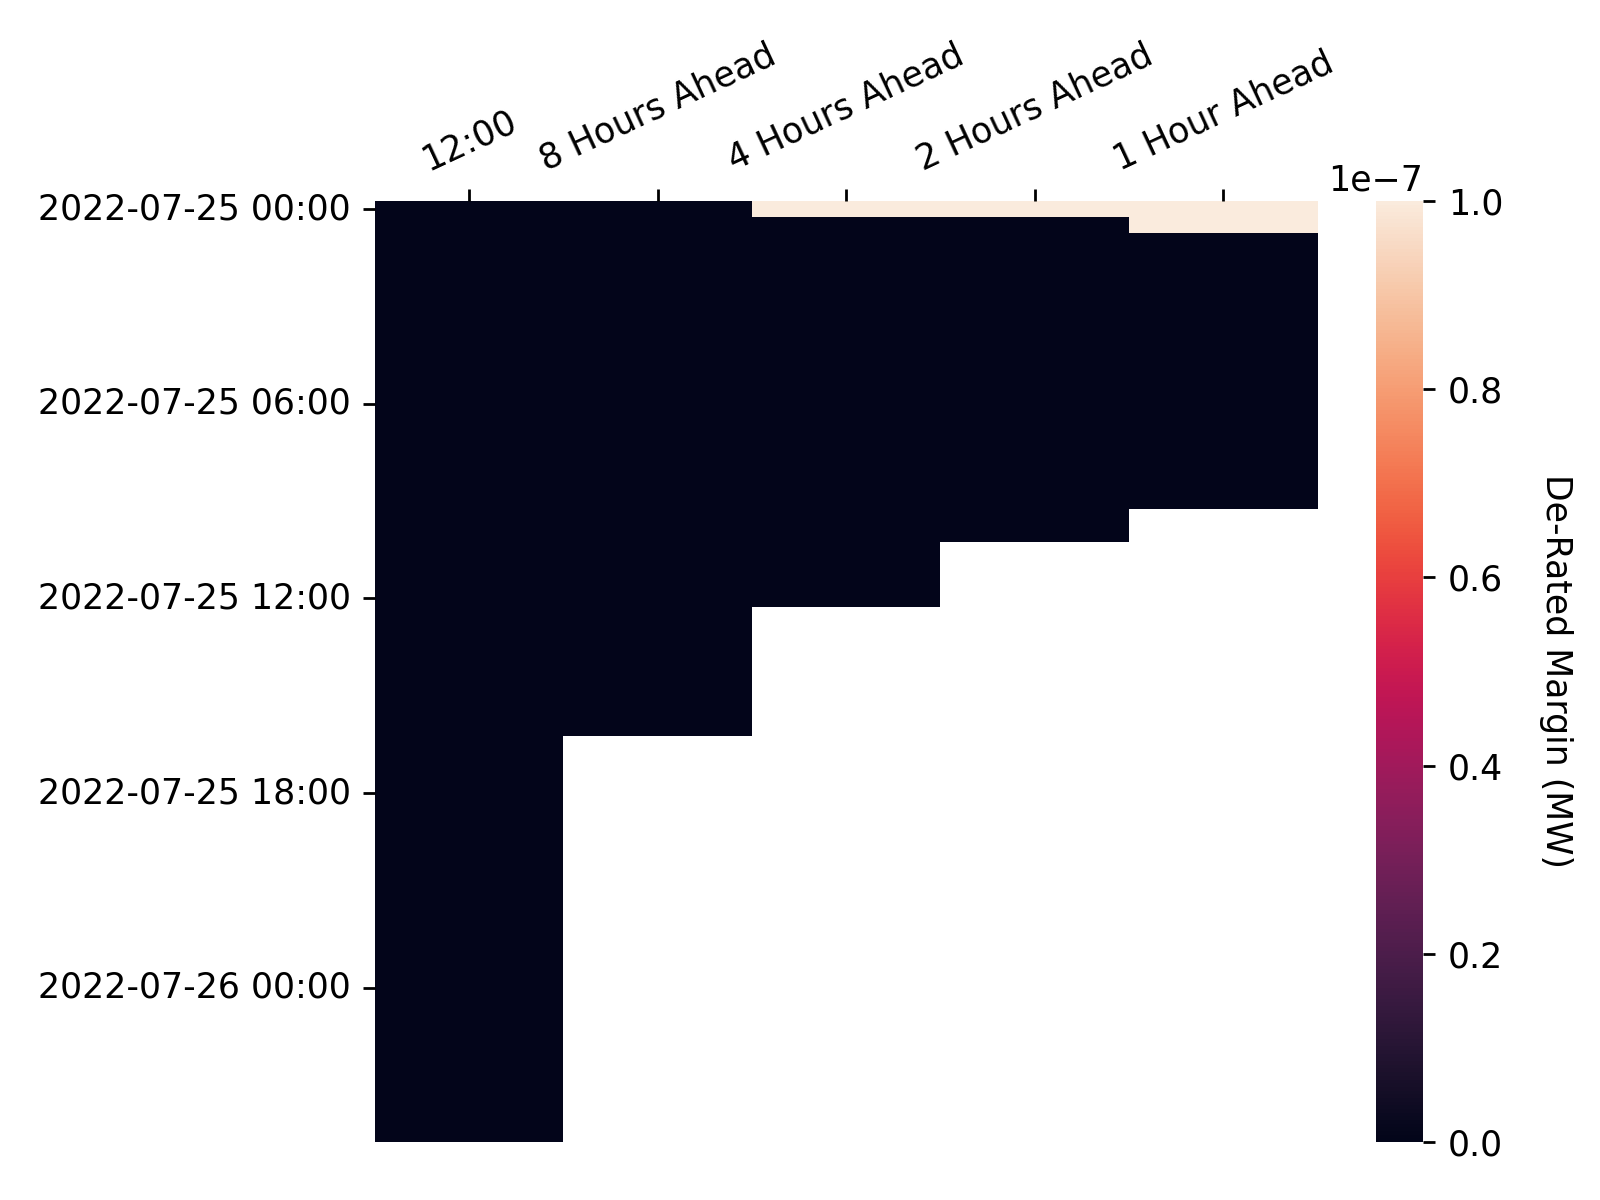 12:00
8 Hours Ahead
4 Hours Ahead
2 Hours Ahead
1 Hour Ahead
2022-07-25 00:00
2022-07-25 06:00
2022-07-25 12:00
2022-07-25 18:00
2022-07-26 00:00
1e−7
1.0
0.8
0.6
0.4
0.2
0.0
De-Rated Margin (MW)